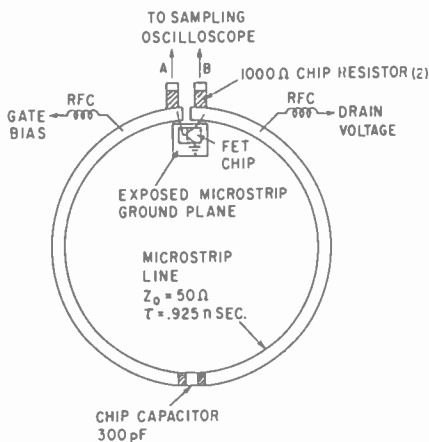 TO SAMPLING
OSCILLOSCOPE
A B
1000Ω CHIP RESISTOR (2)
RFC
GATE
BIAS
RFC
DRAIN
VOLTAGE
FET
CHIP
EXPOSED MICROSTRIP
GROUND PLANE
MICROSTRIP
LINE
Z₀ = 50Ω
τ = .925 n SEC.
CHIP CAPACITOR
300 pF